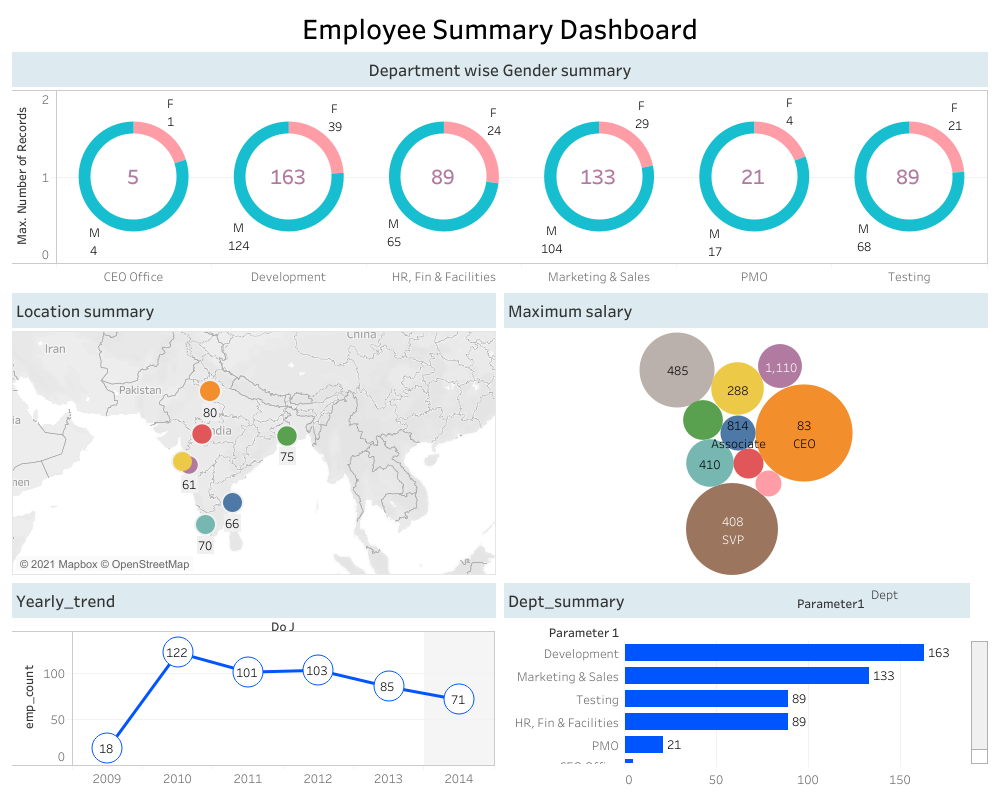 Employee Summary Dashboard
Department wise Gender summary
Max. Number of Records
2
1
0
F
1
5
M
4
CEO Office
F
39
163
M
124
Development
F
24
89
M
65
HR, Fin & Facilities
F
29
133
M
104
Marketing & Sales
F
4
21
M
17
PMO
F
21
89
M
68
Testing
Location summary
Iran
China
Pakistan
80
75
61
66
70
© 2021 Mapbox © OpenStreetMap
Maximum salary
485
288
1,110
83
CEO
814
Associate
410
408
SVP
Yearly_trend
Do J
emp_count
100
50
0
18
122
101
103
85
71
2009 2010 2011 2012 2013 2014
Dept_summary
Parameter1 Dept
Parameter 1
Development 163
Marketing & Sales 133
Testing 89
HR, Fin & Facilities 89
PMO 21
0 50 100 150